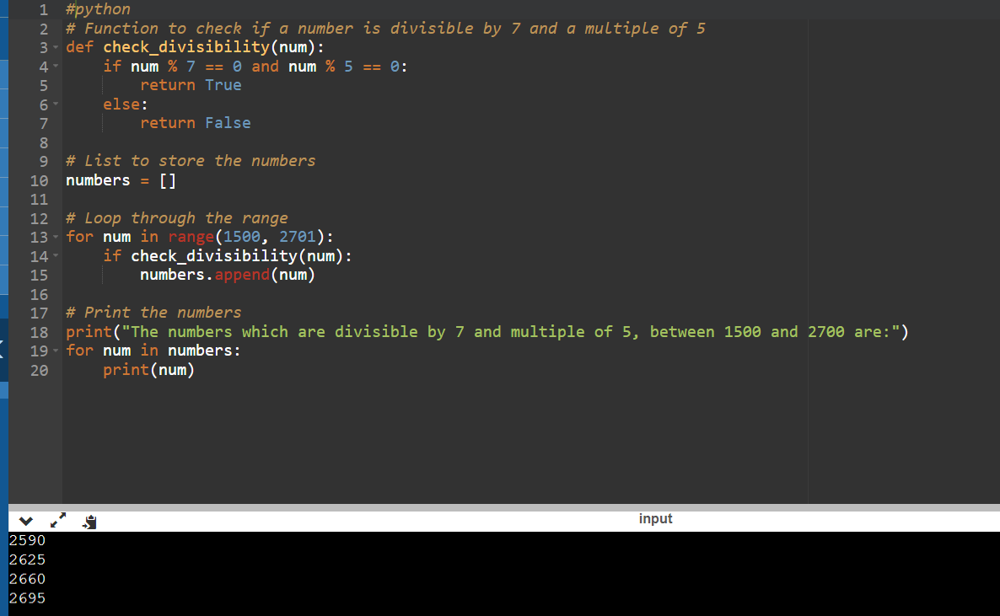 1 #python
2 # Function to check if a number is divisible by 7 and a multiple of 5
3 def check_divisibility(num):
4     if num % 7 == 0 and num % 5 == 0:
5         return True
6     else:
7         return False
8
9 # List to store the numbers
10 numbers = []
11
12 # Loop through the range
13 for num in range(1500, 2701):
14     if check_divisibility(num):
15         numbers.append(num)
16
17 # Print the numbers
18 print("The numbers which are divisible by 7 and multiple of 5, between 1500 and 2700 are:")
19 for num in numbers:
20     print(num)
input
2590
2625
2660
2695